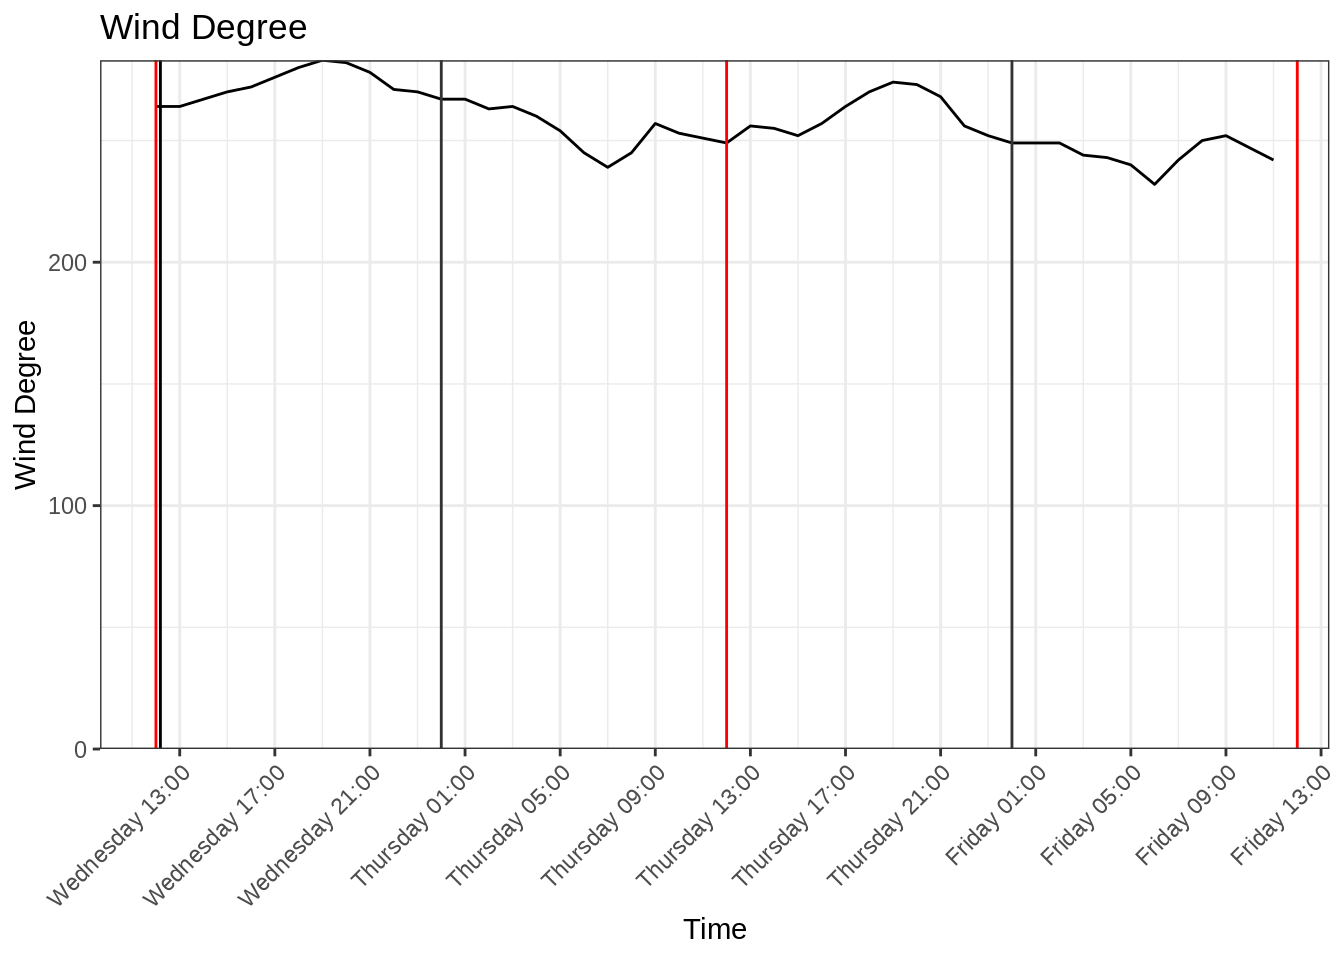 Wind Degree
Wind Degree
200
100
0
Wednesday 13:00
Wednesday 17:00
Wednesday 21:00
Thursday 01:00
Thursday 05:00
Thursday 09:00
Thursday 13:00
Thursday 17:00
Thursday 21:00
Friday 01:00
Friday 05:00
Friday 09:00
Friday 13:00
Time